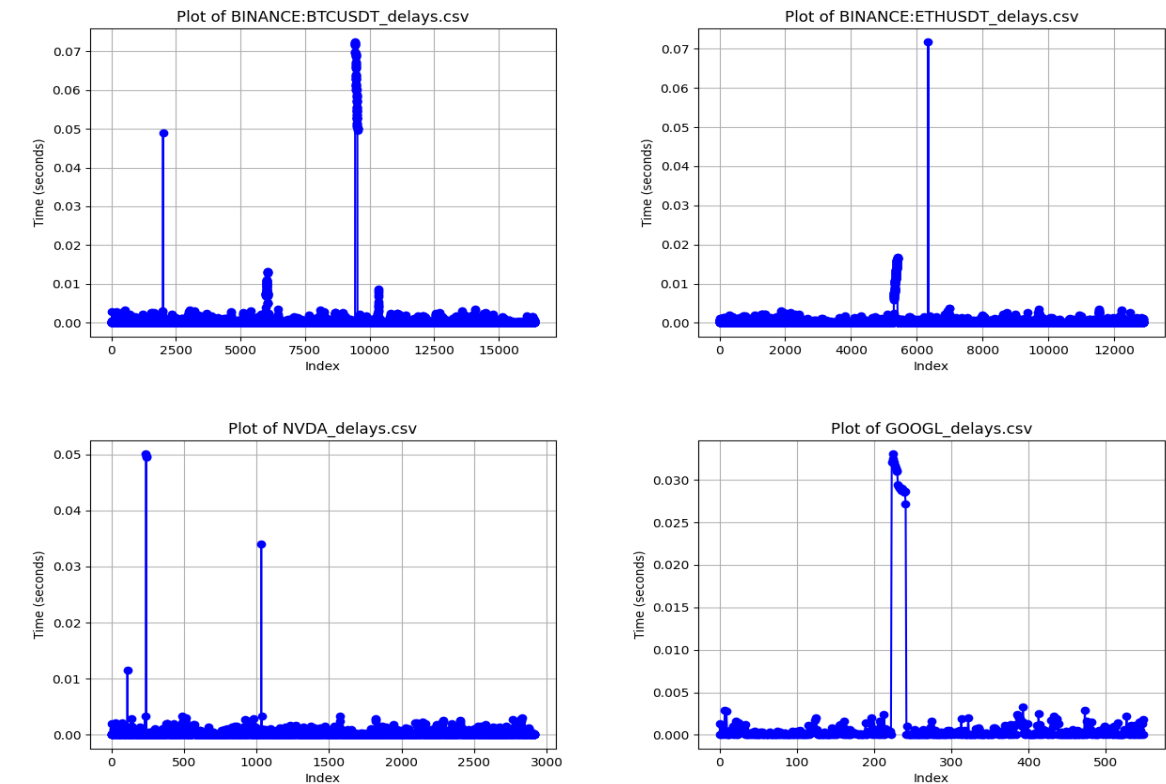 Plot of BINANCE:BTCUSDT_delays.csv
Time (seconds)
0.07
0.06
0.05
0.04
0.03
0.02
0.01
0.00
0 2500 5000 7500 10000 12500 15000
Index
Plot of BINANCE:ETHUSDT_delays.csv
Time (seconds)
0.07
0.06
0.05
0.04
0.03
0.02
0.01
0.00
0 2000 4000 6000 8000 10000 12000
Index
Plot of NVDA_delays.csv
Time (seconds)
0.05
0.04
0.03
0.02
0.01
0.00
0 500 1000 1500 2000 2500 3000
Index
Plot of GOOGL_delays.csv
Time (seconds)
0.030
0.025
0.020
0.015
0.010
0.005
0.000
0 100 200 300 400 500
Index